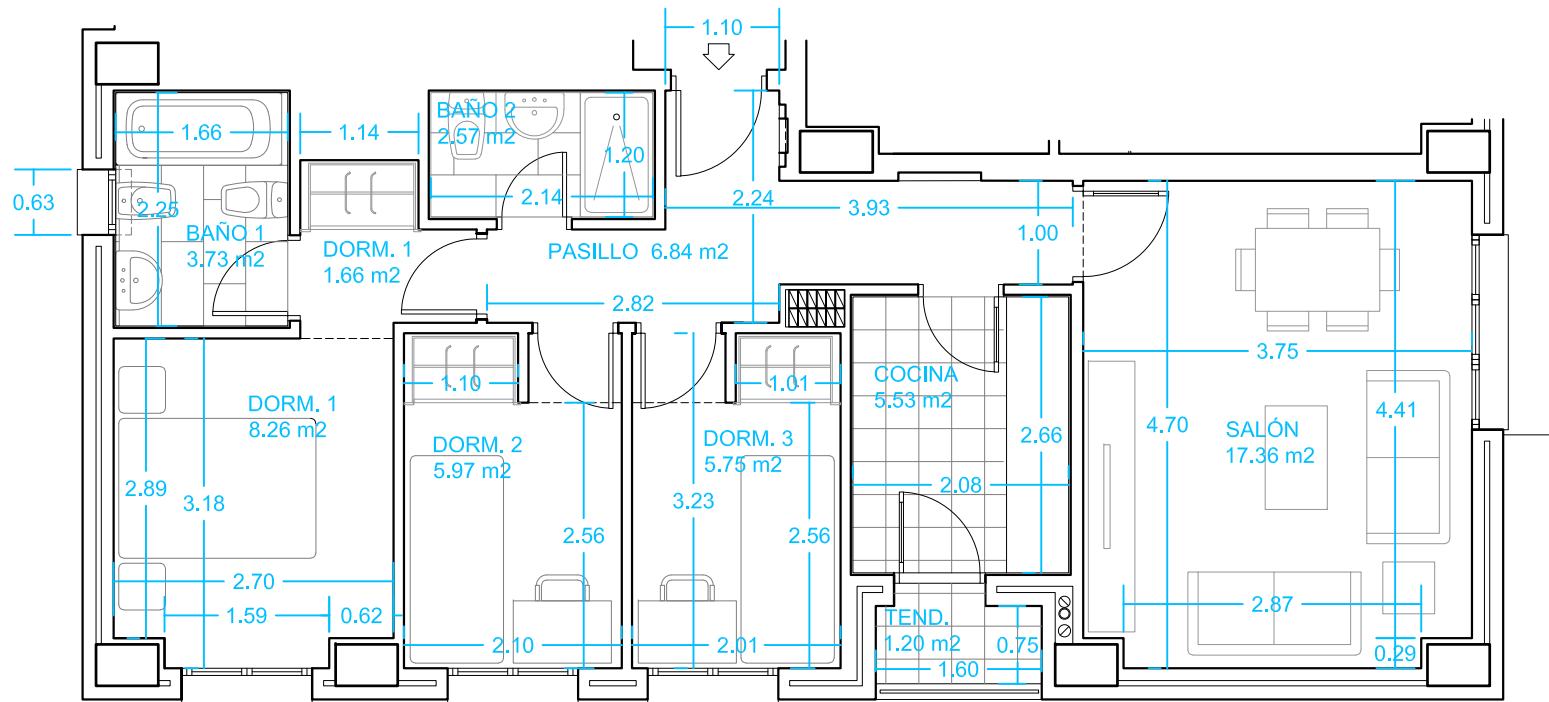 1.10
BAÑO 2
2.57 m2
1.66
1.14
1.20
0.63
2.25
2.14
2.24
3.93
BAÑO 1
3.73 m2
DORM. 1
1.66 m2
PASILLO 6.84 m2
1.00
2.82
3.75
1.10
1.01
COCINA
5.53 m2
DORM. 1
8.26 m2
4.70
4.41
SALÓN
17.36 m2
DORM. 2
5.97 m2
DORM. 3
5.75 m2
2.66
2.89
3.18
3.23
2.08
2.56
2.56
2.70
1.59
0.62
2.87
TEND.
1.20 m2
0.75
2.10
2.01
1.60
0.29